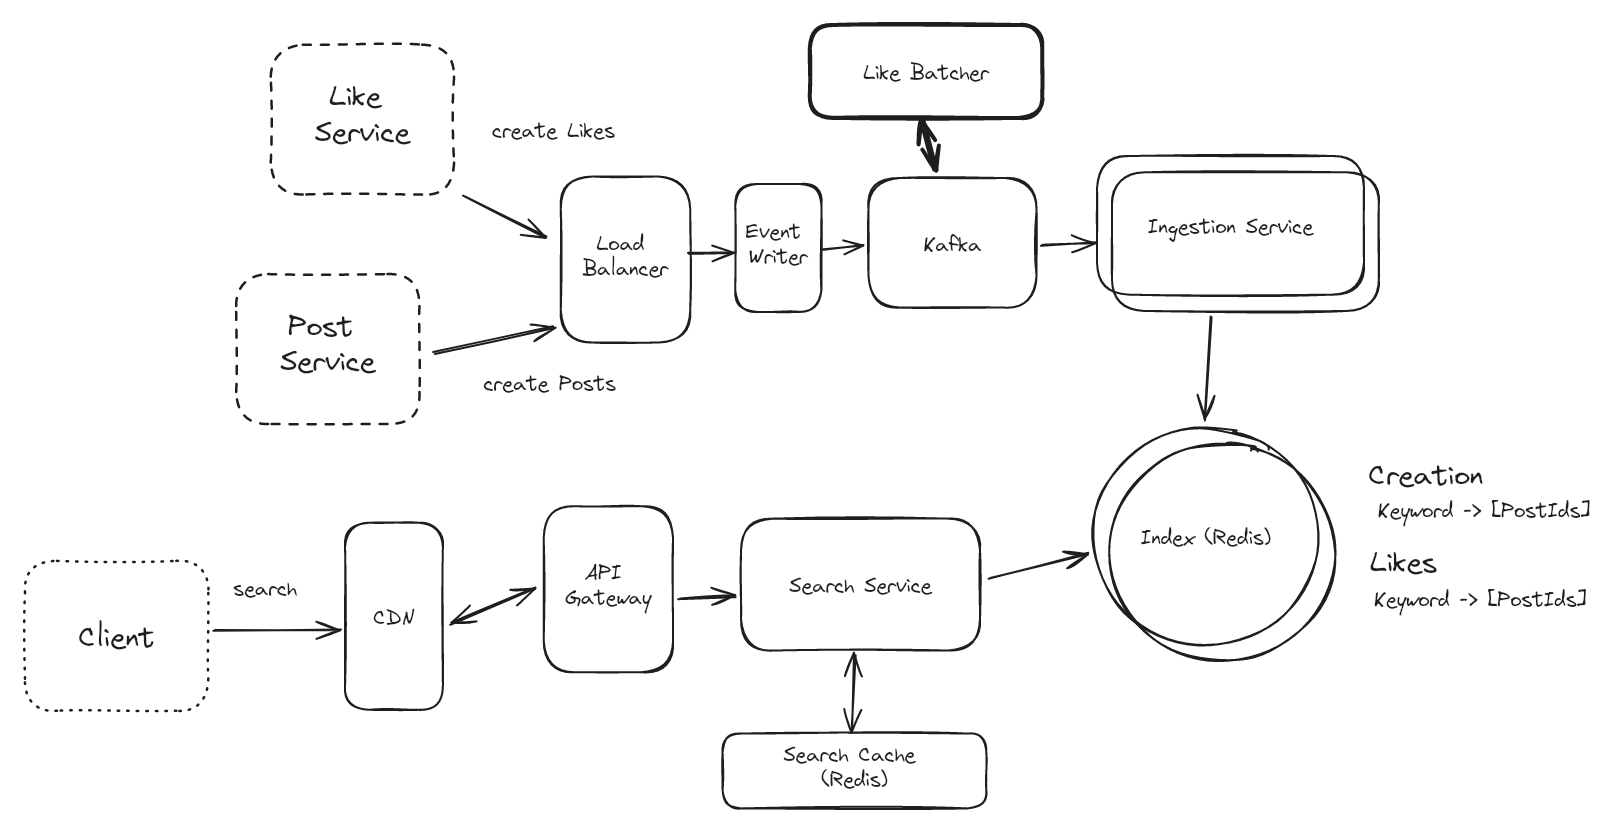 Like Batcher
Like
Service
create Likes
Load
Balancer
Event
Writer
Kafka
Ingestion Service
Post
Service
create Posts
Creation
Keyword -> [PostIds]
Likes
Keyword -> [PostIds]
Index (Redis)
Client
search
CDN
API
Gateway
Search Service
Search Cache
(Redis)